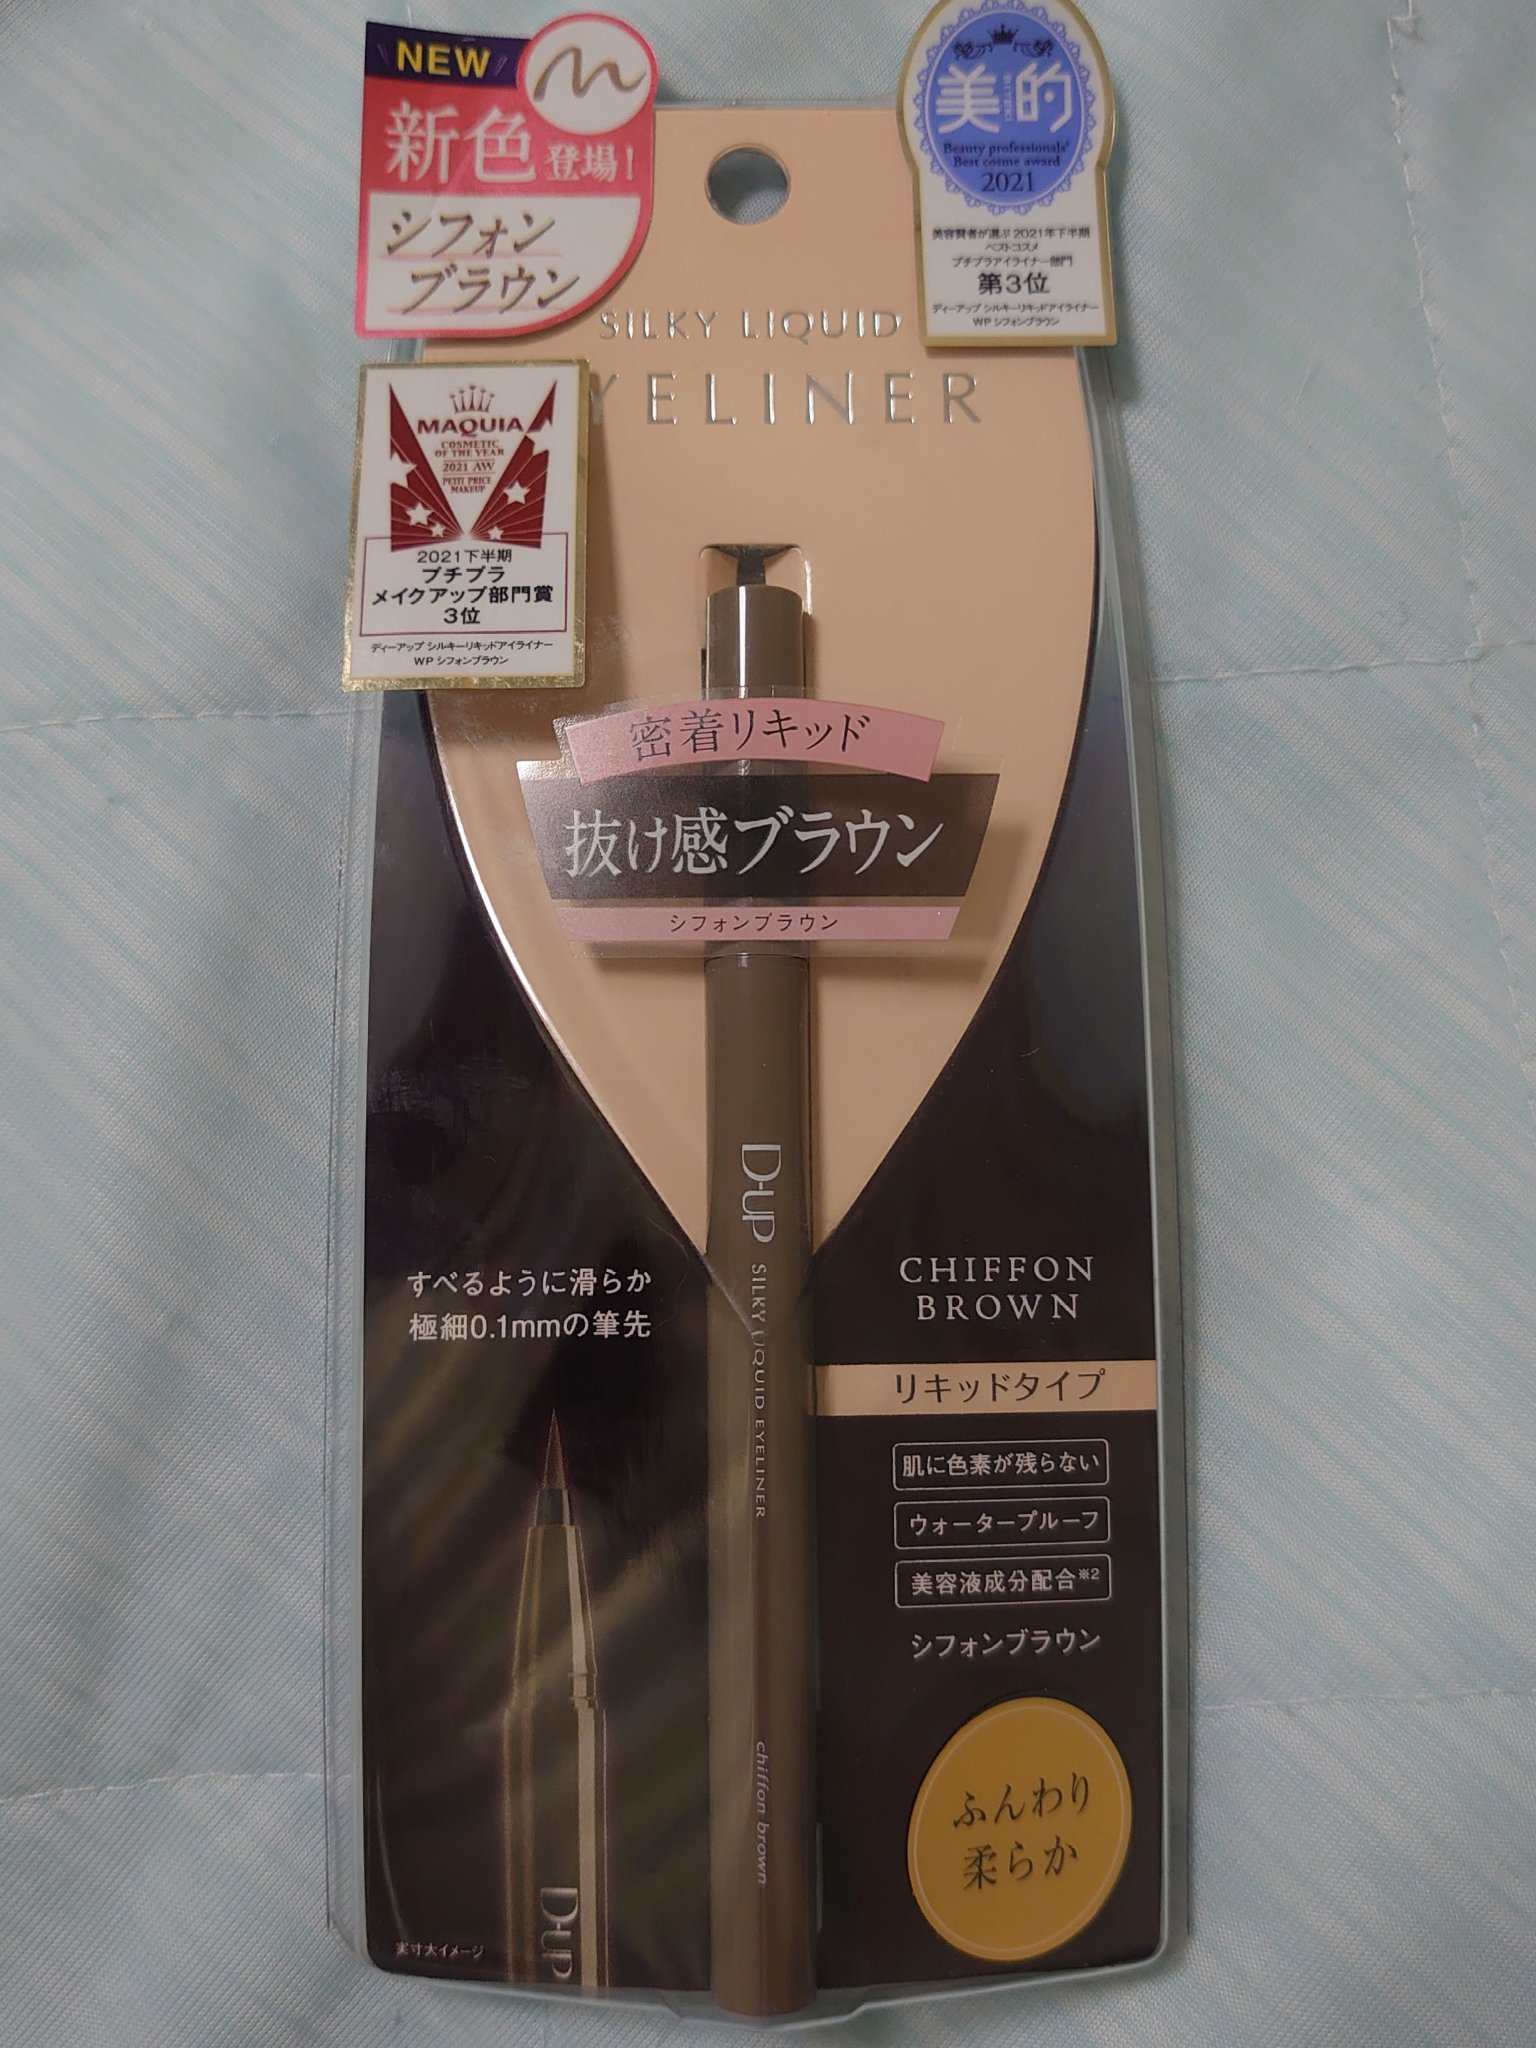 NEW
新色登場!
シフォン
ブラウン
美的
BITEKI
Beauty professionals'
Best cosme award
2021
美容賢者が選ぶ 2021年下半期
ベストコスメ
プチプラアイライナー部門
第3位
ディーアップ シルキーリキッドアイライナー
WP シフォンブラウン
SILKY LIQUID
YELINER
MAQUIA
COSMETIC
OF THE YEAR
2021 AW
PETIT PRICE
MAKEUP
2021下半期
プチプラ
メイクアップ部門賞
3位
ディーアップ シルキーリキッドアイライナー
WP シフォンブラウン
密着リキッド
抜け感ブラウン
シフォンブラウン
D-UP SILKY LIQUID EYELINER
chiffon brown
すべるように滑らか
極細0.1mmの筆先
D-UP
実寸大イメージ
CHIFFON
BROWN
リキッドタイプ
肌に色素が残らない
ウォータープルーフ
美容液成分配合※2
シフォンブラウン
ふんわり
柔らか